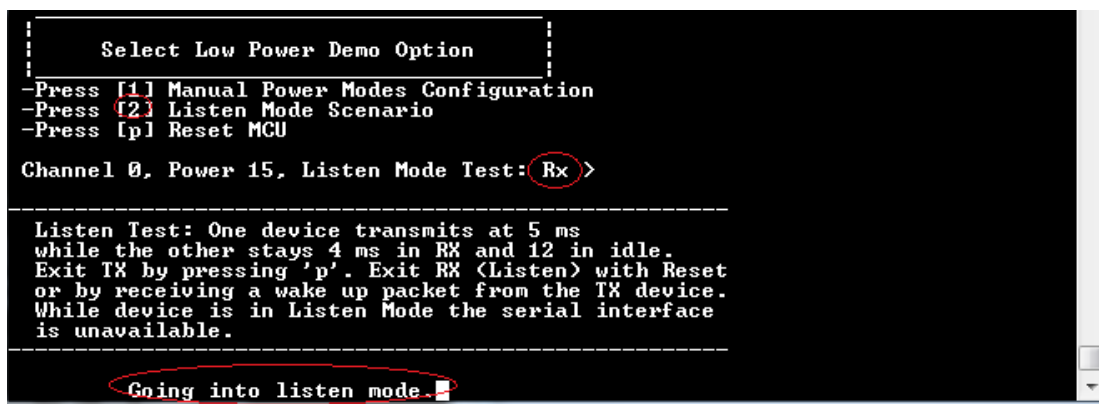 Select Low Power Demo Option
-Press [1] Manual Power Modes Configuration
-Press [2] Listen Mode Scenario
-Press [p] Reset MCU
Channel 0, Power 15, Listen Mode Test: Rx >
Listen Test: One device transmits at 5 ms
while the other stays 4 ms in RX and 12 in idle.
Exit TX by pressing 'p'. Exit RX (Listen) with Reset
or by receiving a wake up packet from the TX device.
While device is in Listen Mode the serial interface
is unavailable.
Going into listen mode.